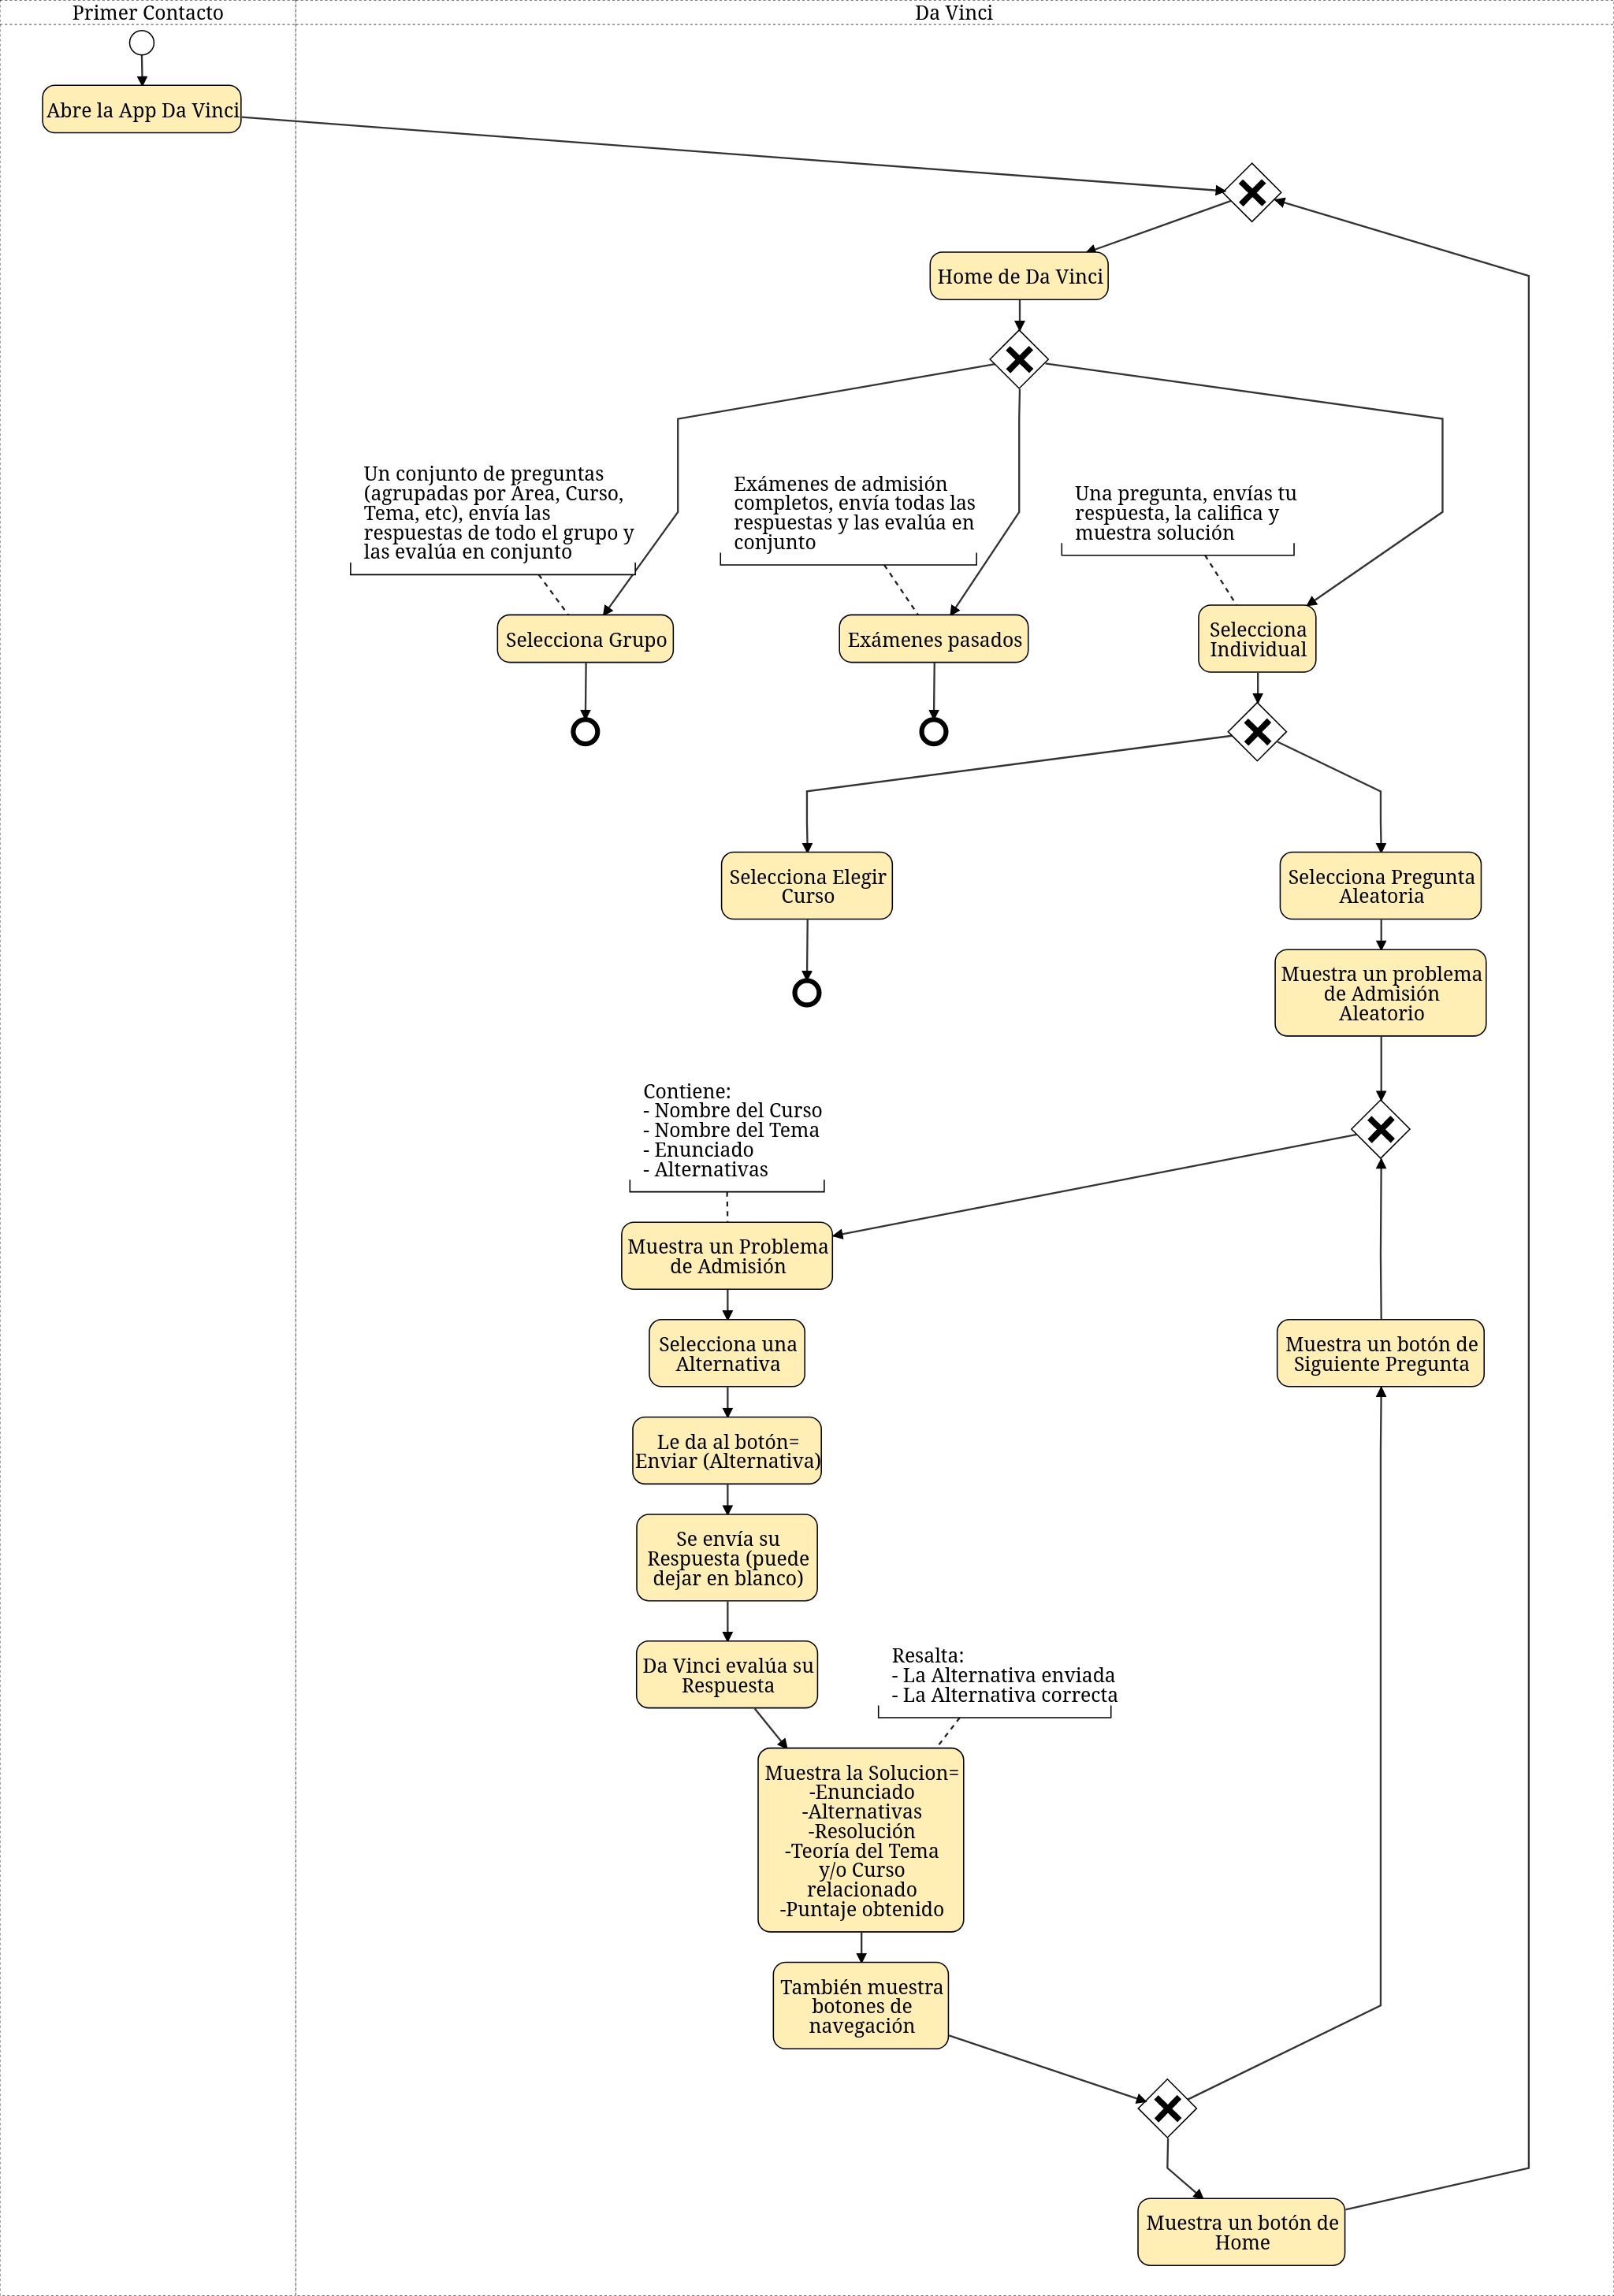 Primer Contacto
Da Vinci
Abre la App Da Vinci
Home de Da Vinci
Un conjunto de preguntas
(agrupadas por Área, Curso,
Tema, etc), envía las
respuestas de todo el grupo y
las evalúa en conjunto
Exámenes de admisión
completos, envía todas las
respuestas y las evalúa en
conjunto
Una pregunta, envías tu
respuesta, la califica y
muestra solución
Selecciona Grupo
Exámenes pasados
Selecciona
Individual
Selecciona Elegir
Curso
Selecciona Pregunta
Aleatoria
Muestra un problema
de Admisión
Aleatorio
Contiene:
- Nombre del Curso
- Nombre del Tema
- Enunciado
- Alternativas
Muestra un Problema
de Admisión
Selecciona una
Alternativa
Muestra un botón de
Siguiente Pregunta
Le da al botón=
Enviar (Alternativa)
Se envía su
Respuesta (puede
dejar en blanco)
Da Vinci evalúa su
Respuesta
Resalta:
- La Alternativa enviada
- La Alternativa correcta
Muestra la Solucion=
-Enunciado
-Alternativas
-Resolución
-Teoría del Tema
y/o Curso
relacionado
-Puntaje obtenido
También muestra
botones de
navegación
Muestra un botón de
Home